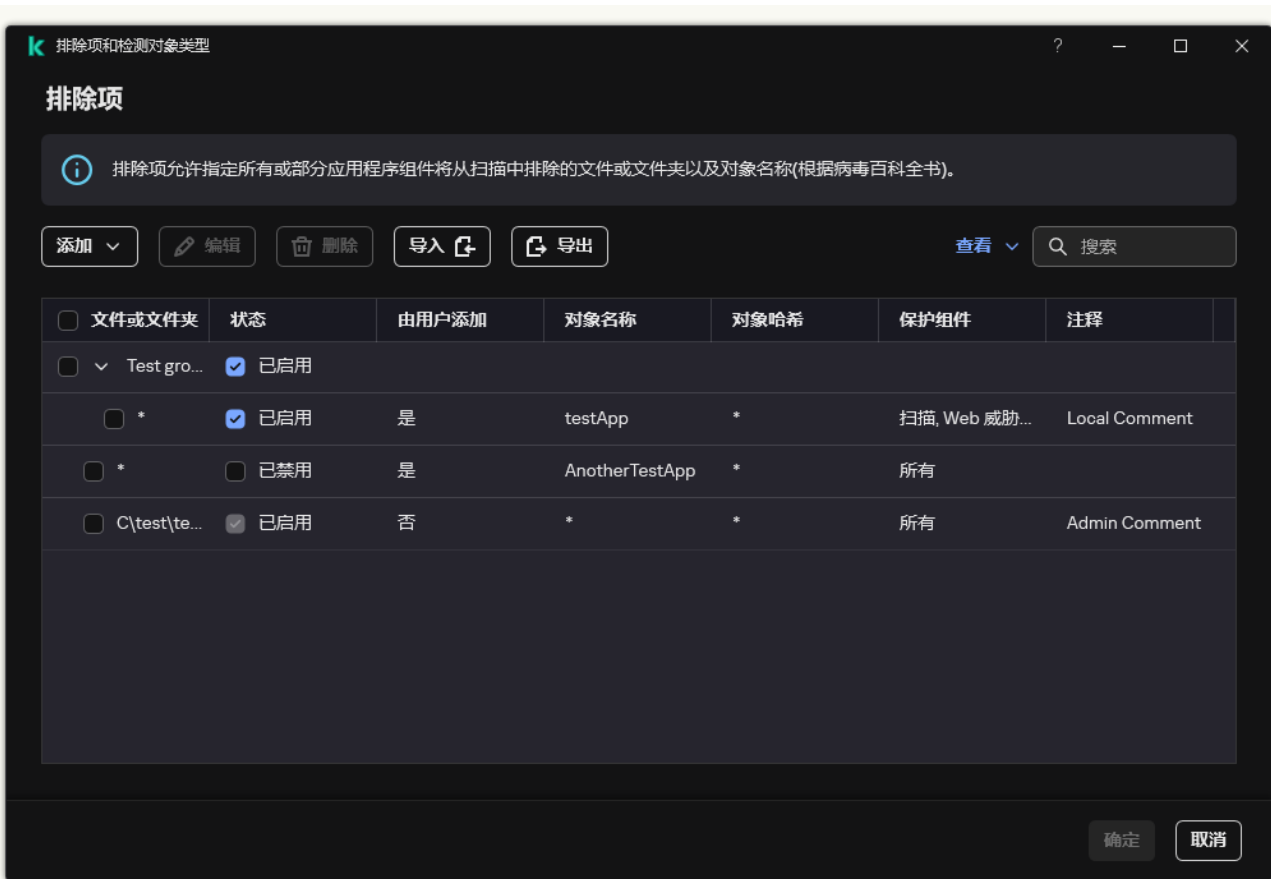 排除项和检测对象类型
?
排除项
排除项允许指定所有或部分应用程序组件将从扫描中排除的文件或文件夹以及对象名称(根据病毒百科全书)。
添加 编辑 删除 导入 导出 查看 搜索
文件或文件夹 状态 由用户添加 对象名称 对象哈希 保护组件 注释
Test gro... 已启用
* 已启用 是 testApp * 扫描, Web 威胁... Local Comment
* 已禁用 是 AnotherTestApp * 所有
C\test\te... 已启用 否 * * 所有 Admin Comment
确定 取消